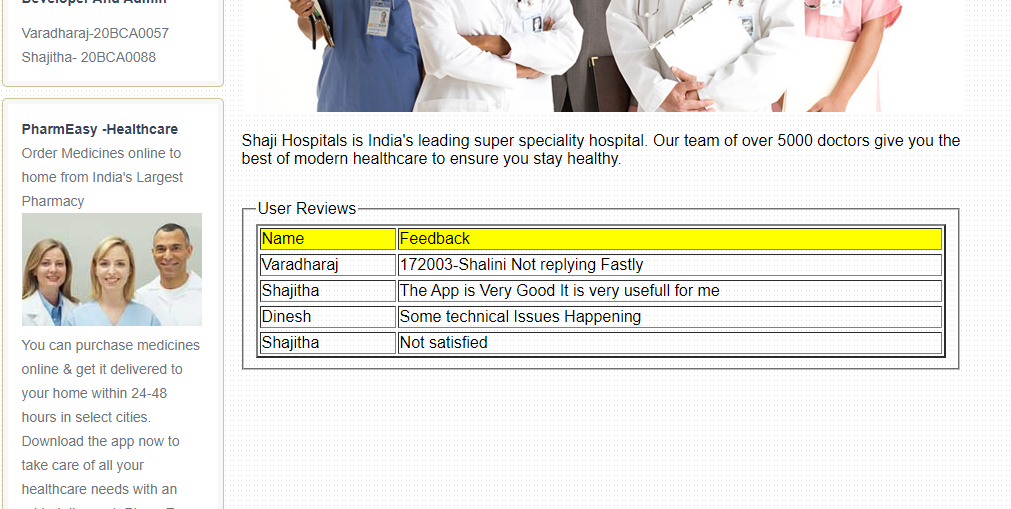 Developer And Admin
Varadharaj-20BCA0057
Shajitha- 20BCA0088
PharmEasy -Healthcare
Order Medicines online to
home from India's Largest
Pharmacy
You can purchase medicines
online & get it delivered to
your home within 24-48
hours in select cities.
Download the app now to
take care of all your
healthcare needs with an
Shaji Hospitals is India's leading super speciality hospital. Our team of over 5000 doctors give you the
best of modern healthcare to ensure you stay healthy.
User Reviews
Name Feedback
Varadharaj 172003-Shalini Not replying Fastly
Shajitha The App is Very Good It is very usefull for me
Dinesh Some technical Issues Happening
Shajitha Not satisfied